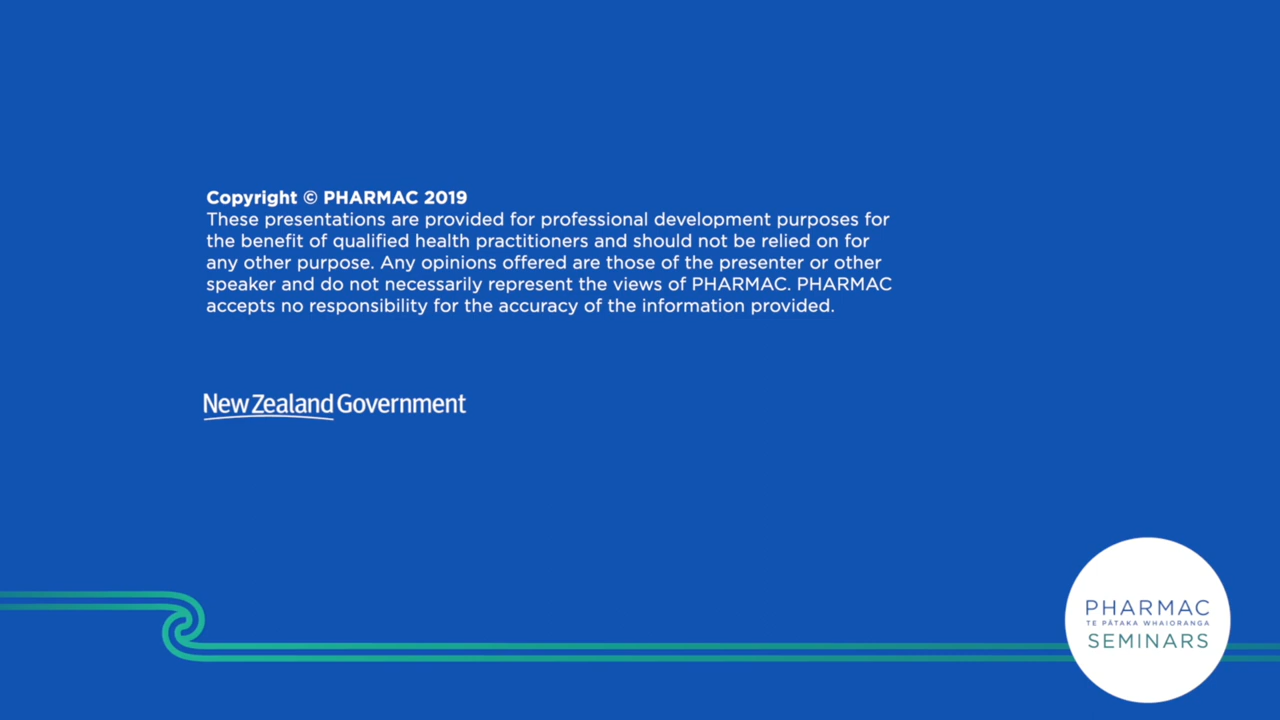 Copyright © PHARMAC 2019
These presentations are provided for professional development purposes for
the benefit of qualified health practitioners and should not be relied on for
any other purpose. Any opinions offered are those of the presenter or other
speaker and do not necessarily represent the views of PHARMAC. PHARMAC
accepts no responsibility for the accuracy of the information provided.
New Zealand Government
PHARMAC
TE PĀTAKA WHAIORANGA
SEMINARS